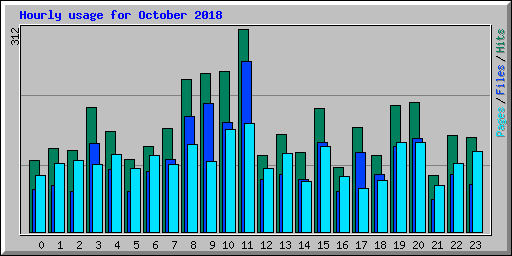 Hourly usage for October 2018
312
Pages/Files/Hits
0 1 2 3 4 5 6 7 8 9 10 11 12 13 14 15 16 17 18 19 20 21 22 23